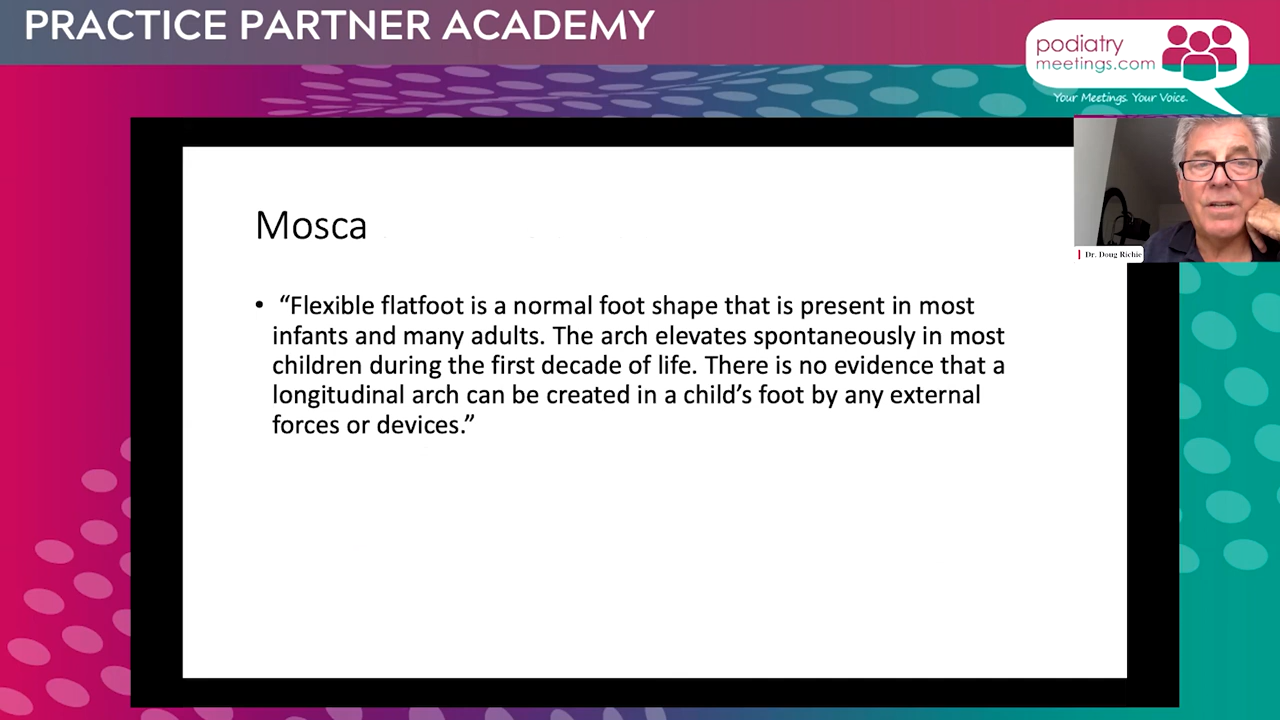 PRACTICE PARTNER ACADEMY
podiatry
meetings.com
Your Meetings. Your Voice.
Dr. Doug Richie
Mosca
• “Flexible flatfoot is a normal foot shape that is present in most
infants and many adults. The arch elevates spontaneously in most
children during the first decade of life. There is no evidence that a
longitudinal arch can be created in a child’s foot by any external
forces or devices.”